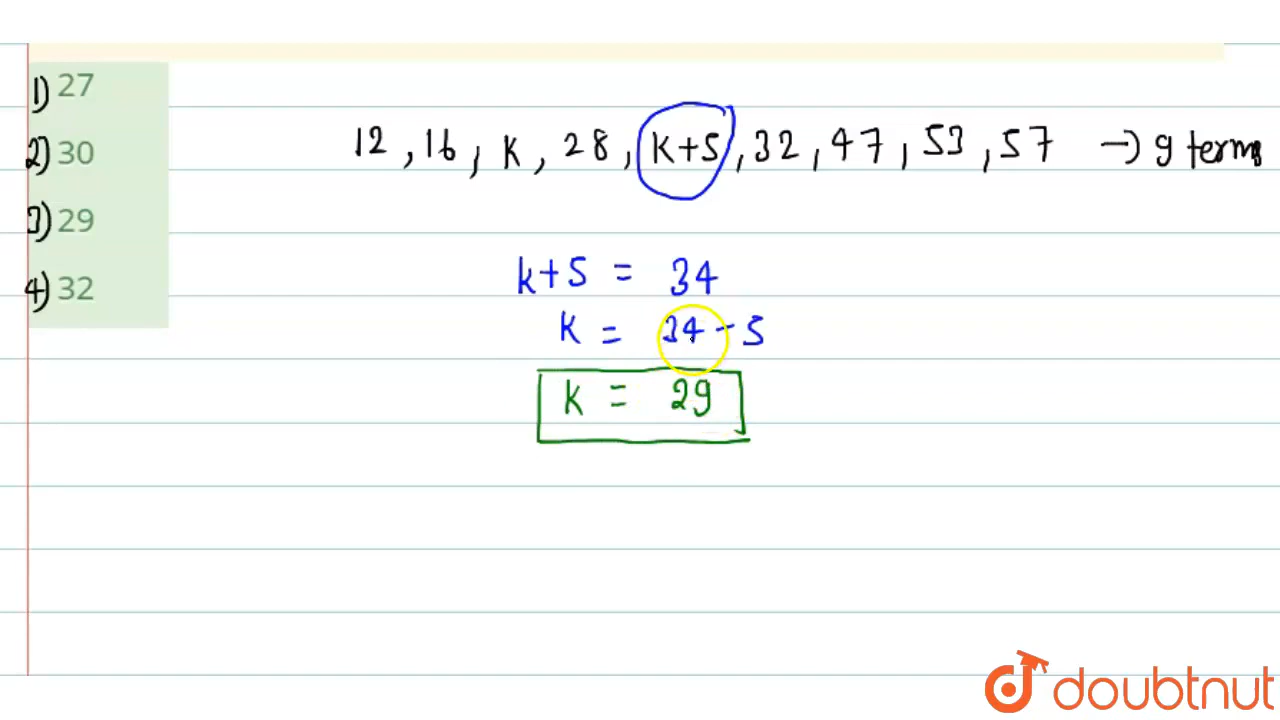 1) 27
2) 30
3) 29
4) 32
12, 16, K, 28, K+5, 32, 47, 53, 57 → 9 terms
K+5 = 34
K = 34-5
K = 29
doubtnut